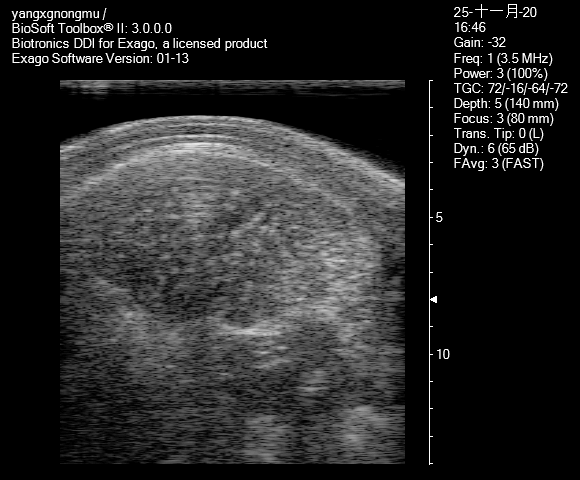 yangxgnongmu /
BioSoft Toolbox® II: 3.0.0.0
Biotronics DDI for Exago, a licensed product
Exago Software Version: 01-13
25-十一月-20
16:46
Gain: -32
Freq: 1 (3.5 MHz)
Power: 3 (100%)
TGC: 72/-16/-64/-72
Depth: 5 (140 mm)
Focus: 3 (80 mm)
Trans. Tip: 0 (L)
Dyn.: 6 (65 dB)
FAvg: 3 (FAST)
5
10